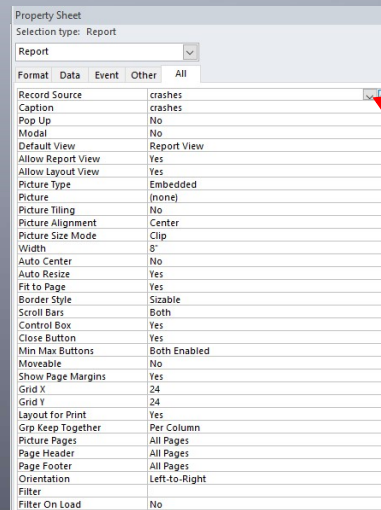 Property Sheet
Selection type: Report
Report
Format Data Event Other All
Record Source crashes
Caption crashes
Pop Up No
Modal No
Default View Report View
Allow Report View Yes
Allow Layout View Yes
Picture Type Embedded
Picture (none)
Picture Tiling No
Picture Alignment Center
Picture Size Mode Clip
Width 8"
Auto Center No
Auto Resize Yes
Fit to Page Yes
Border Style Sizable
Scroll Bars Both
Control Box Yes
Close Button Yes
Min Max Buttons Both Enabled
Moveable No
Show Page Margins Yes
Grid X 24
Grid Y 24
Layout for Print Yes
Grp Keep Together Per Column
Picture Pages All Pages
Page Header All Pages
Page Footer All Pages
Orientation Left-to-Right
Filter
Filter On Load No